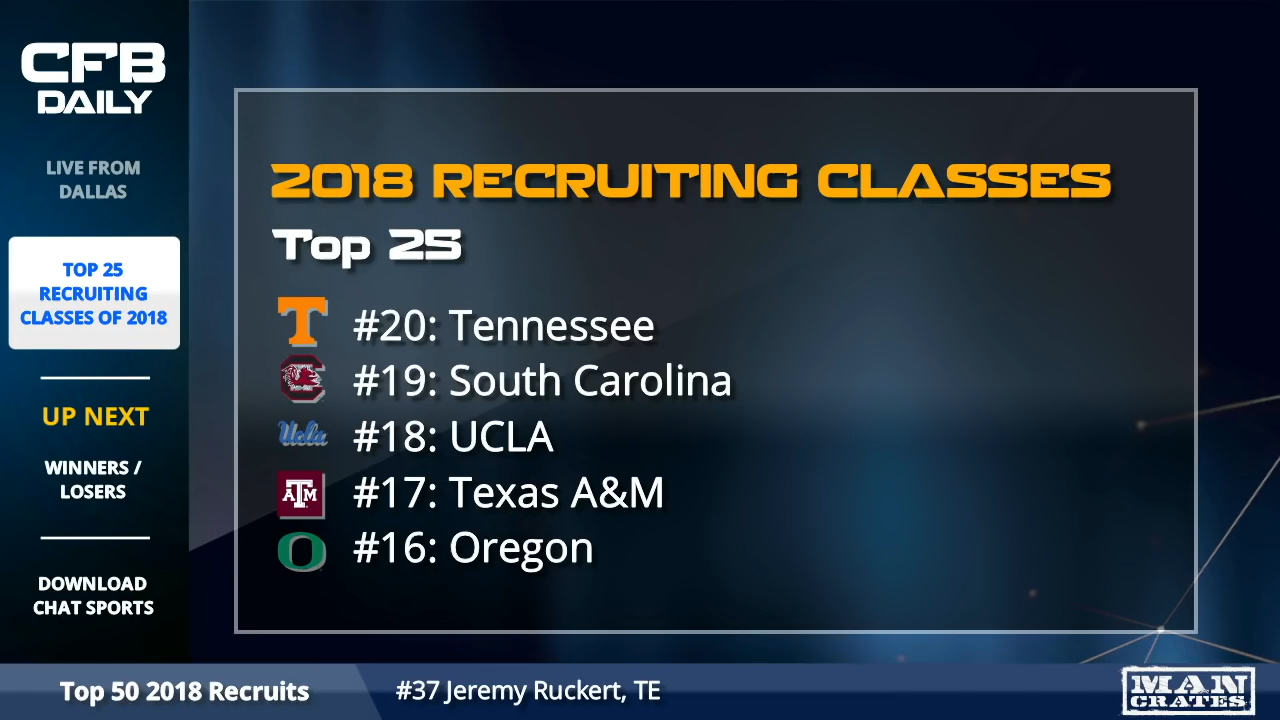 CFB
DAILY
LIVE FROM
DALLAS
TOP 25
RECRUITING
CLASSES OF 2018
UP NEXT
WINNERS /
LOSERS
DOWNLOAD
CHAT SPORTS
2018 RECRUITING CLASSES
Top 25
T #20: Tennessee
C #19: South Carolina
Ucla #18: UCLA
ATM #17: Texas A&M
O #16: Oregon
Top 50 2018 Recruits #37 Jeremy Ruckert, TE
MAN
CRATES